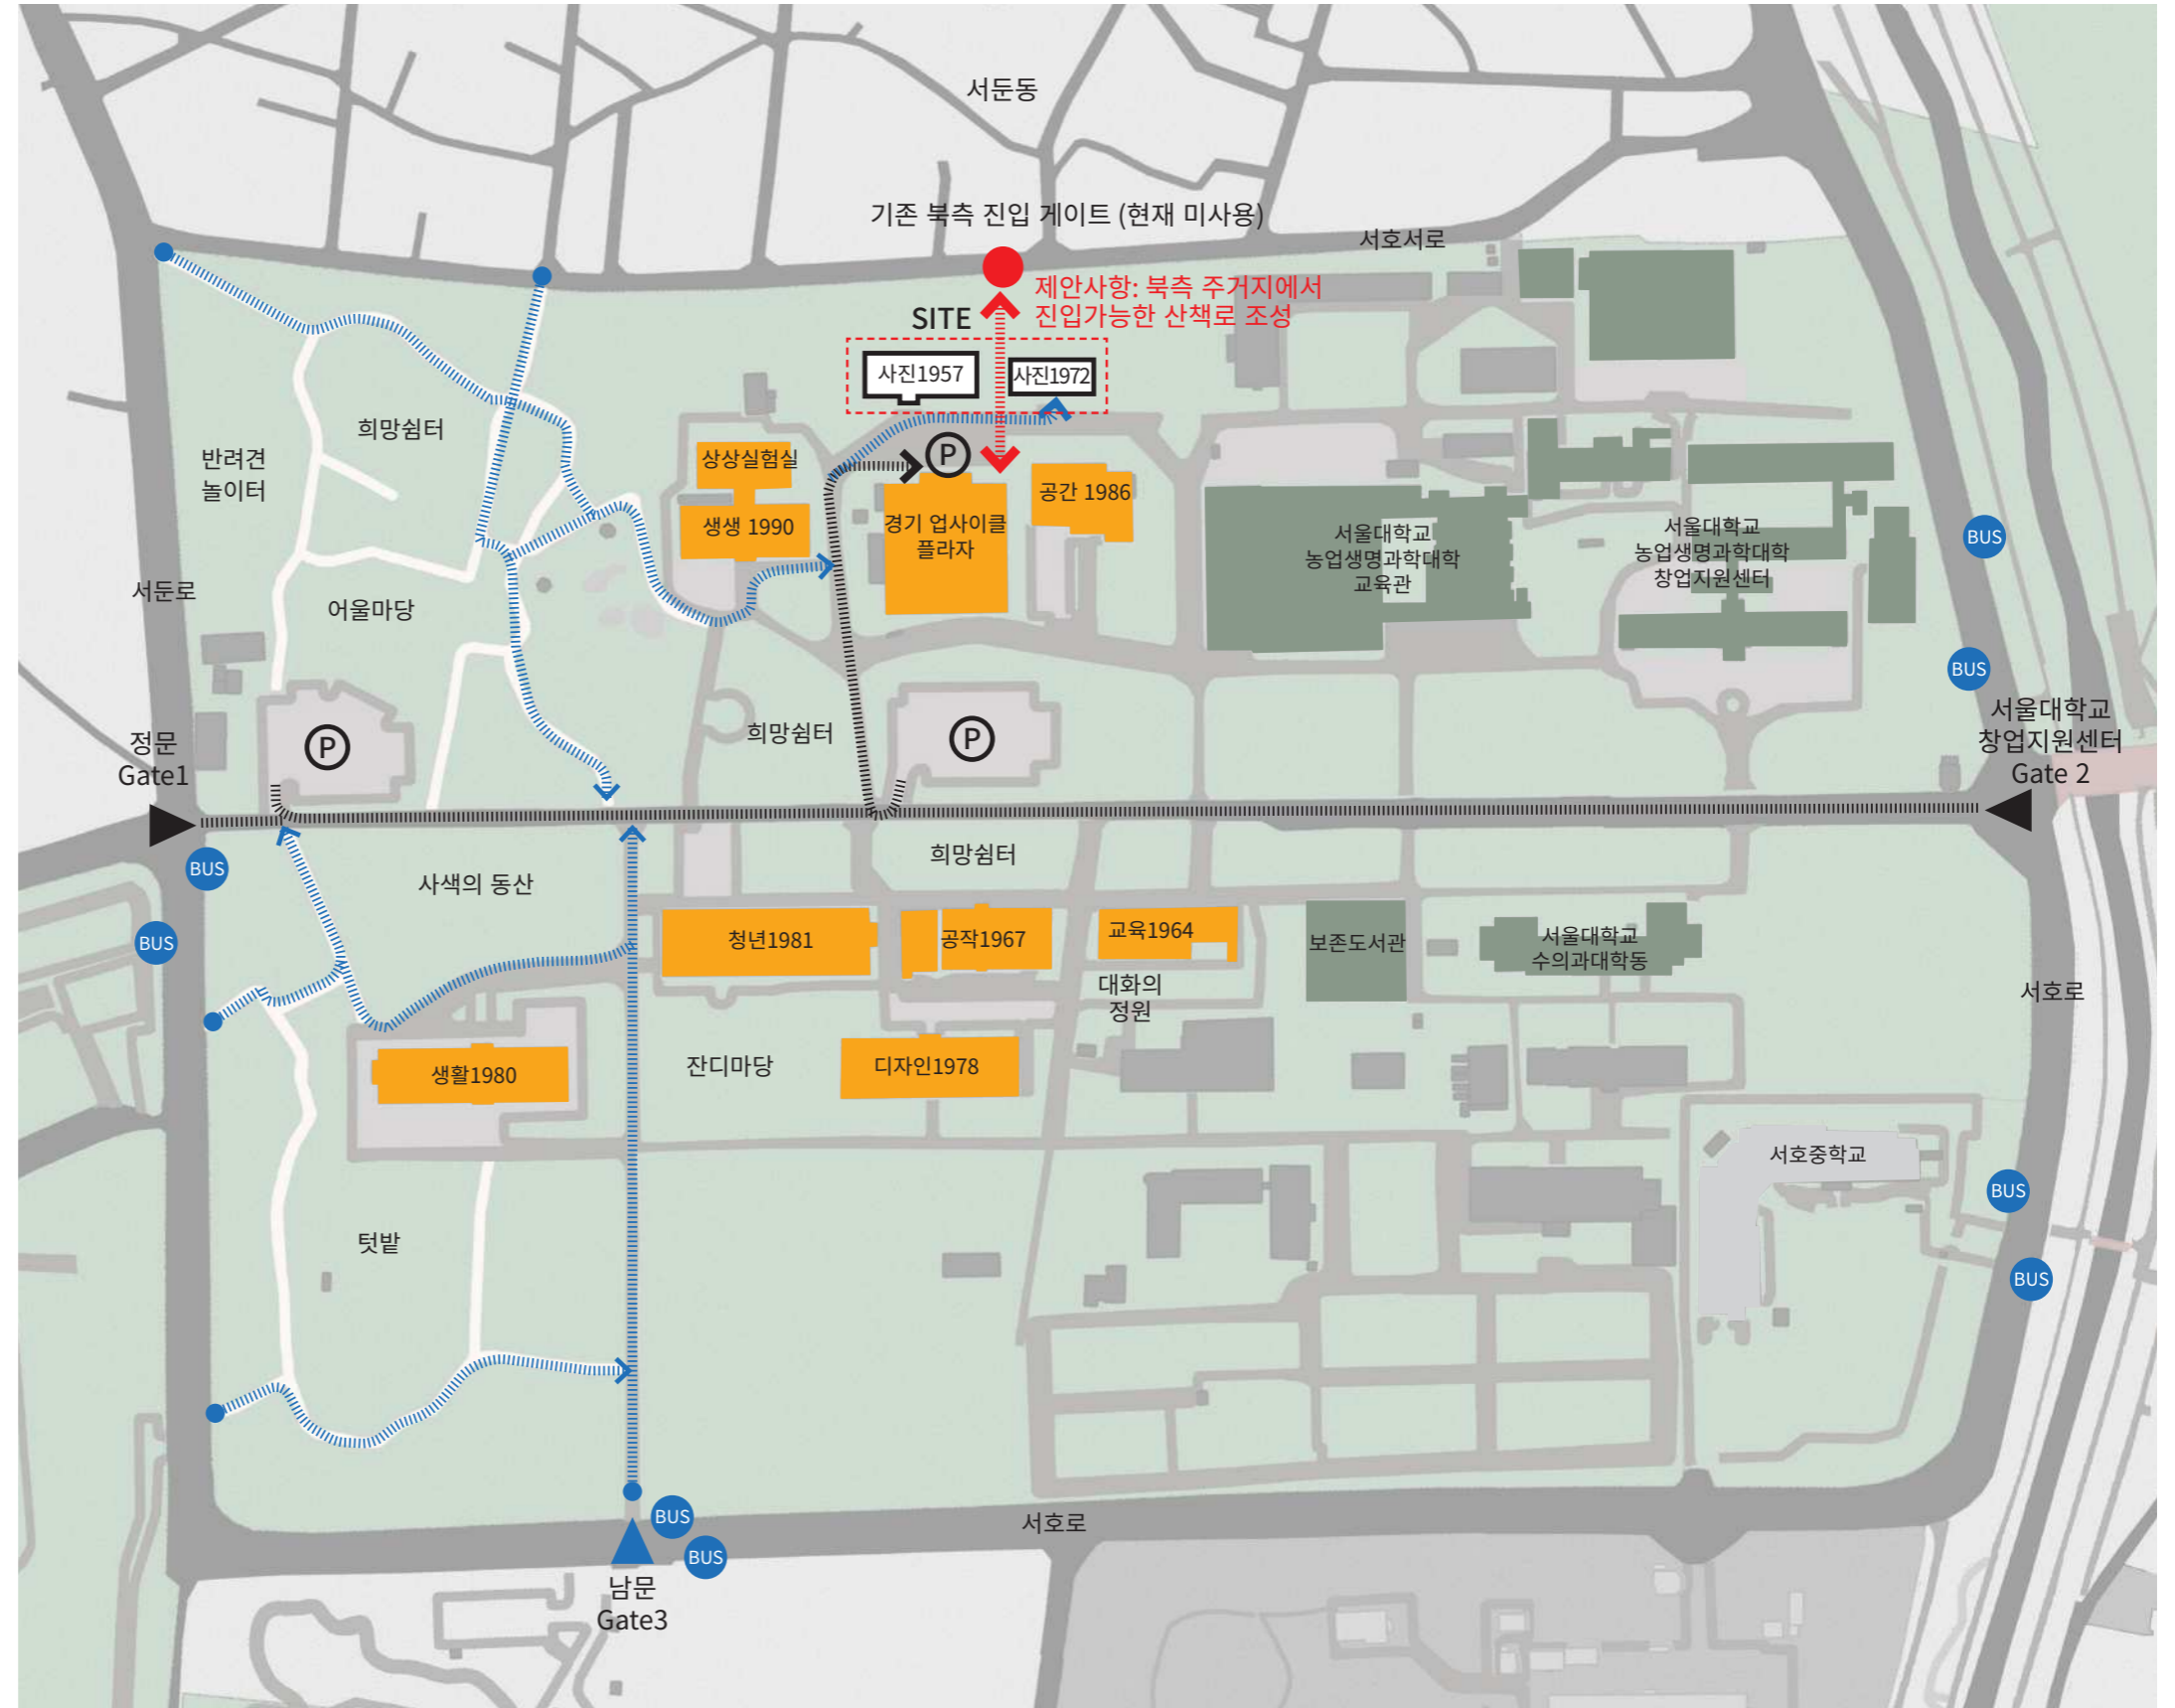 서둔동
기존 북측 진입 게이트 (현재 미사용)
서호서로
제안사항: 북측 주거지에서
진입가능한 산책로 조성
SITE
사진1957
사진1972
희망쉼터
반려견
놀이터
상상실험실
P
공간 1986
생생 1990
경기 업사이클
플라자
서울대학교
농업생명과학대학
교육관
서울대학교
농업생명과학대학
창업지원센터
BUS
서둔로
어울마당
BUS
서울대학교
창업지원센터
Gate 2
정문
Gate1
P
희망쉼터
P
BUS
사색의 동산
희망쉼터
BUS
청년1981
공작1967
교육1964
보존도서관
서울대학교
수의과대학동
대화의
정원
서호로
생활1980
잔디마당
디자인1978
서호중학교
BUS
텃밭
BUS
BUS
서호로
BUS
남문
Gate3